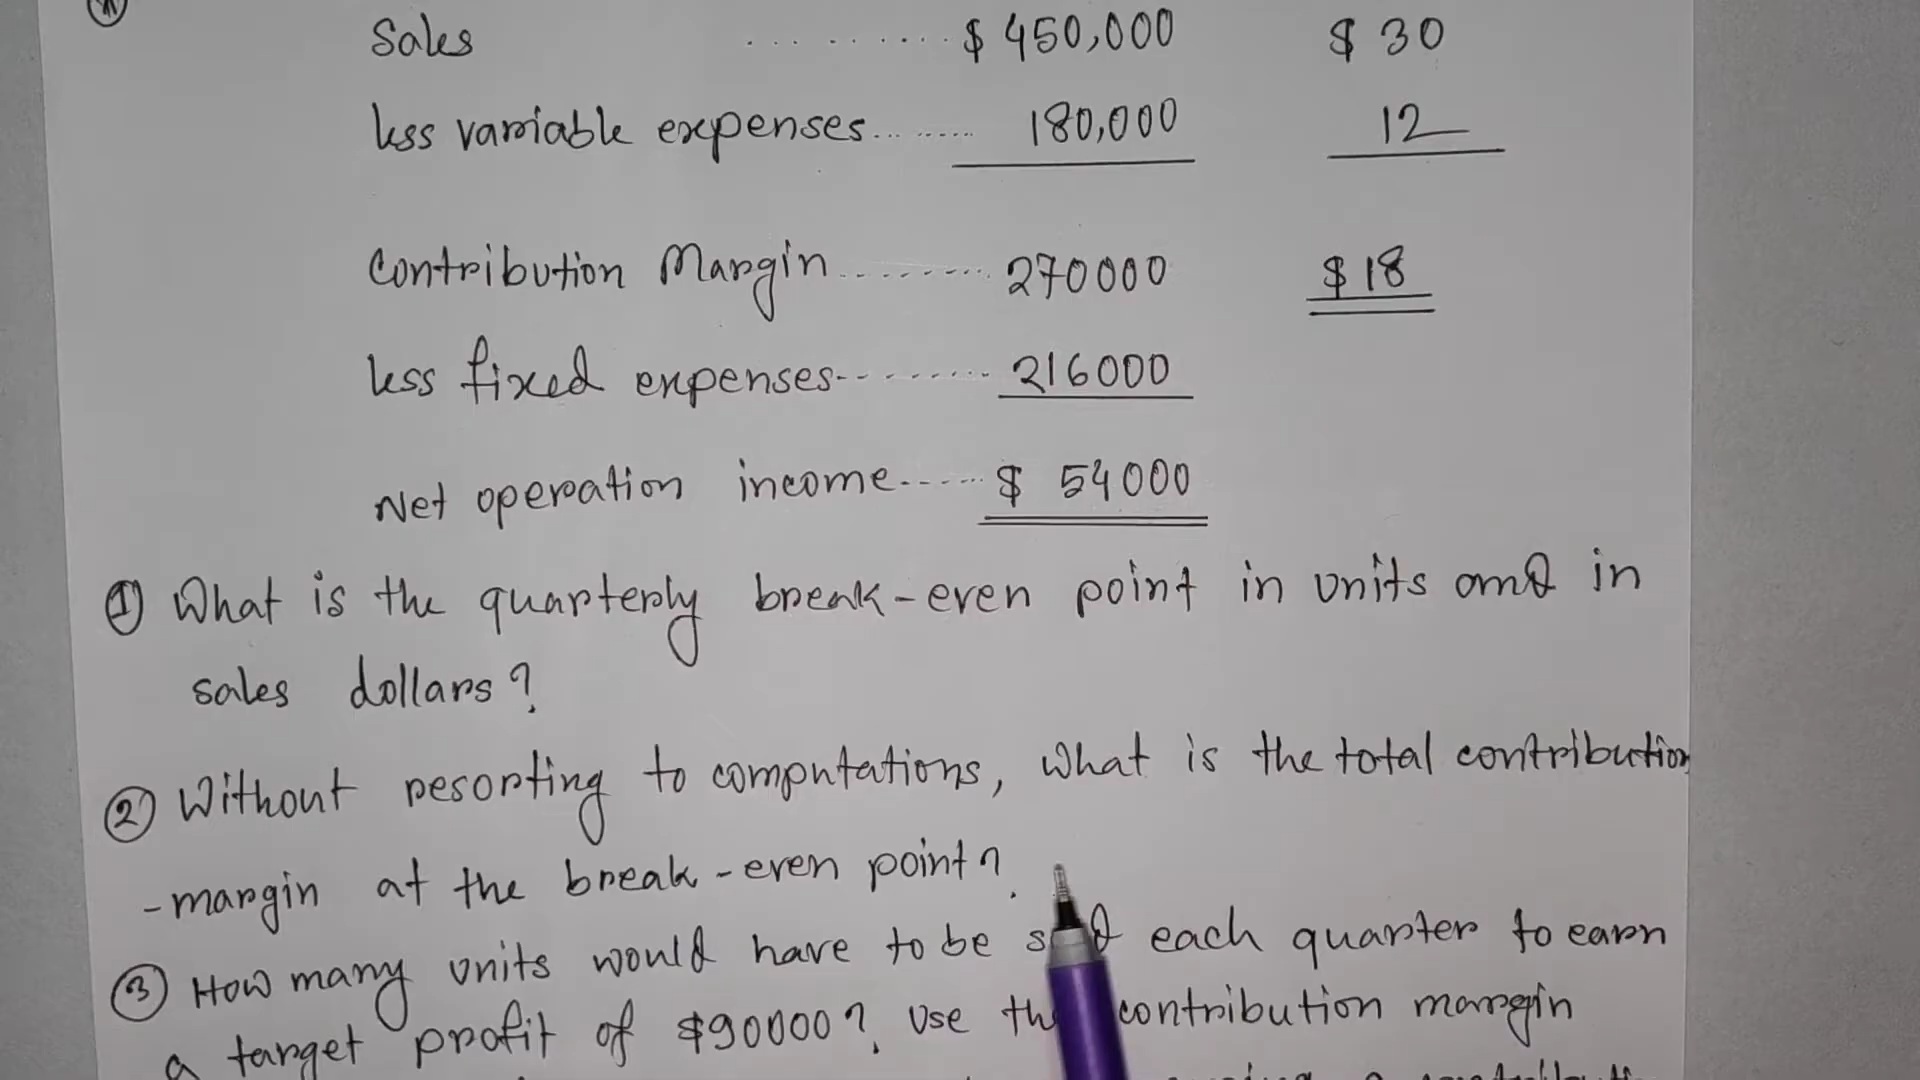 Sales .......... $ 450,000 $ 30
less variable expenses......... 180,000 12
Contribution Margin......... 270000 $18
less fixed expenses......... 216000
Net operation income...... $ 54000
① What is the quarterly break-even point in units and in
sales dollars?
② Without resorting to computations, what is the total contribution
-margin at the break-even point?
③ How many units would have to be sold each quarter to earn
a target profit of $90000? Use the contribution margin